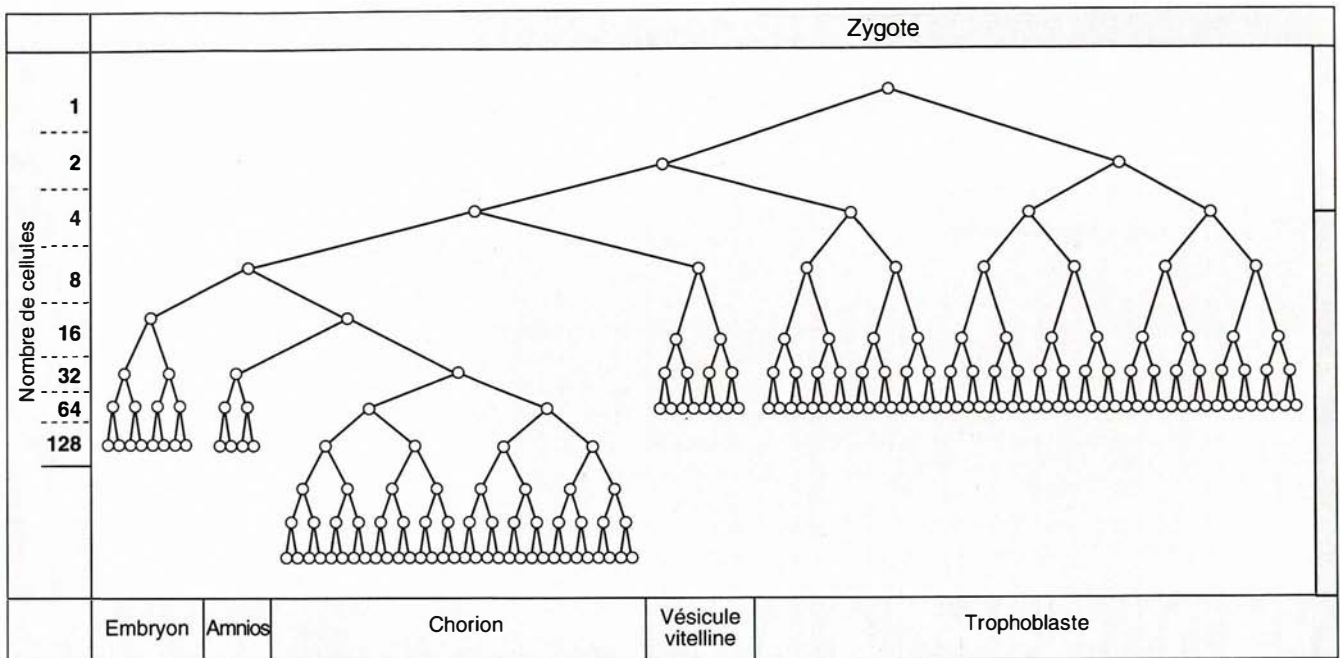 Zygote
Nombre de cellules
1
2
4
8
16
32
64
128
Embryon
Amnios
Chorion
Vésicule
vitelline
Trophoblaste